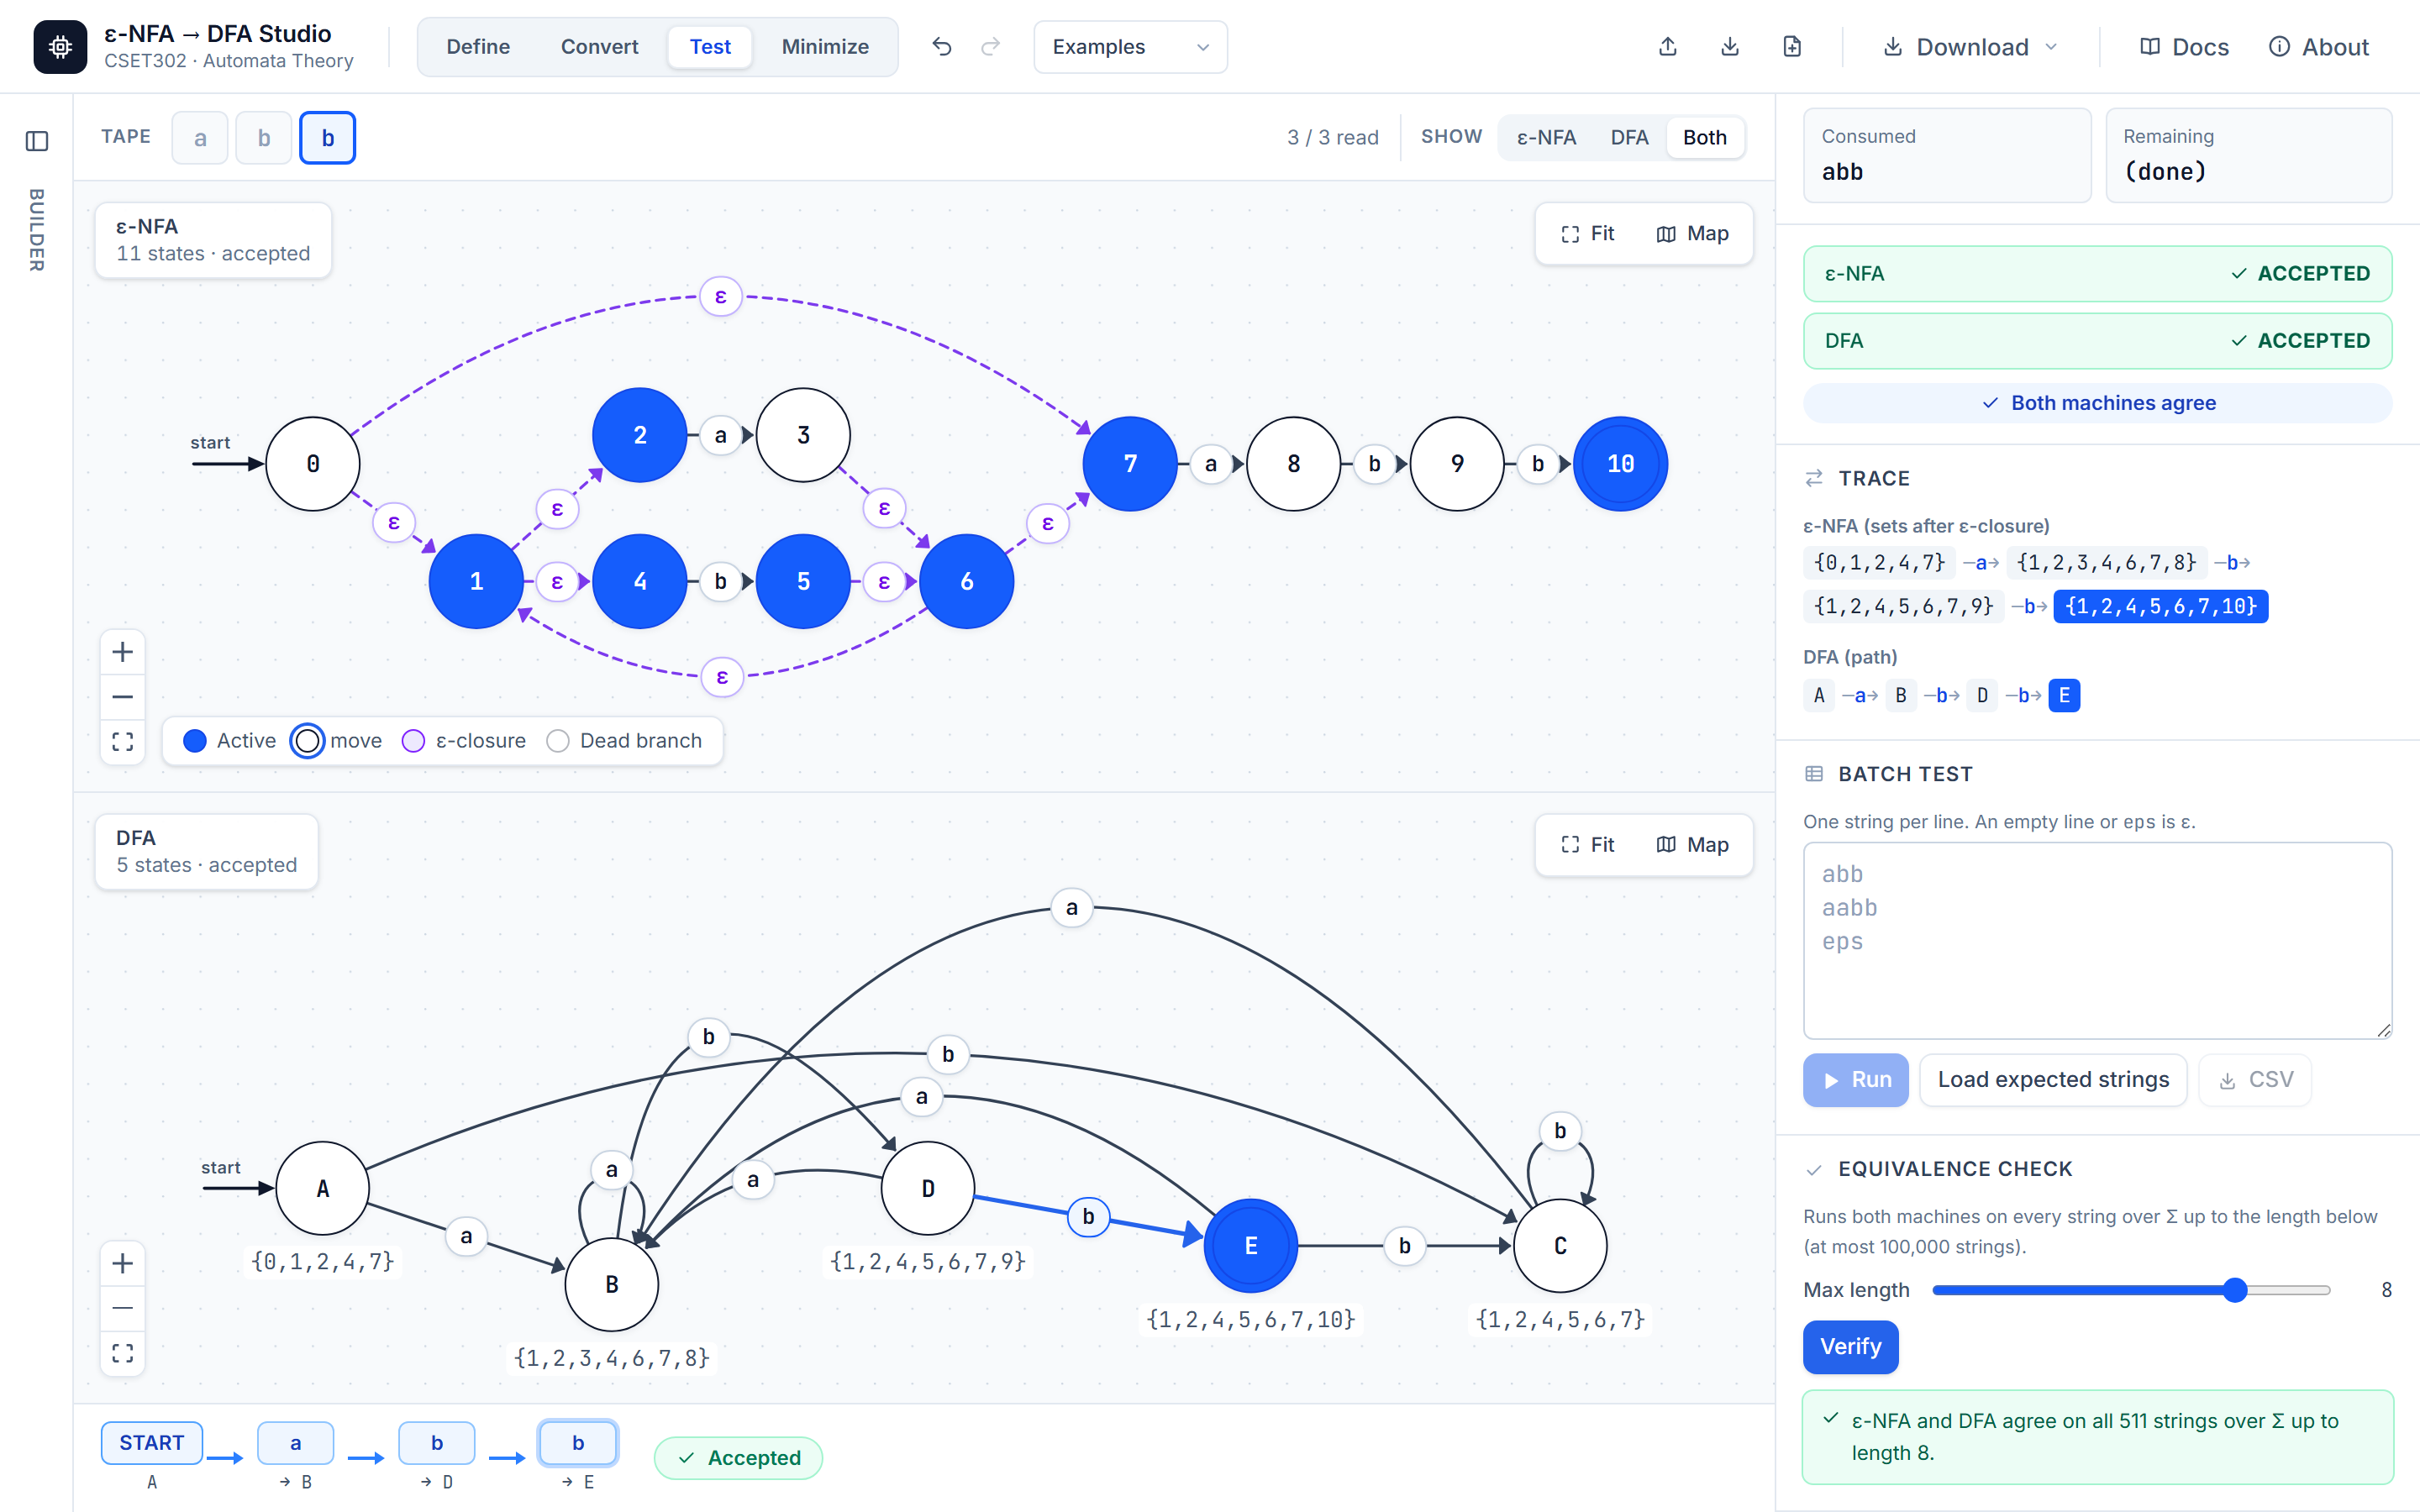 ε-NFA → DFA Studio
CSET302 · Automata Theory
Define Convert Test Minimize
Examples
Download
Docs
About
BUILDER
TAPE a b b
3 / 3 read
SHOW ε-NFA DFA Both
ε-NFA
11 states · accepted
Fit Map
ε
start
0
2
a
3
7
a
8
b
9
b
10
ε
ε
ε
ε
1
ε
4
b
5
ε
6
ε
Active move ε-closure Dead branch
DFA
5 states · accepted
Fit Map
a
b
b
a
b
start
A
a
a
D
b
E
b
C
a
B
{0,1,2,4,7}
{1,2,4,5,6,7,9}
{1,2,4,5,6,7,10}
{1,2,4,5,6,7}
{1,2,3,4,6,7,8}
START a b b
A → B → D → E
Accepted
Consumed
abb
Remaining
(done)
ε-NFA ACCEPTED
DFA ACCEPTED
Both machines agree
TRACE
ε-NFA (sets after ε-closure)
{0,1,2,4,7} —a→ {1,2,3,4,6,7,8} —b→
{1,2,4,5,6,7,9} —b→ {1,2,4,5,6,7,10}
DFA (path)
A —a→ B —b→ D —b→ E
BATCH TEST
One string per line. An empty line or eps is ε.
abb
aabb
eps
Run Load expected strings CSV
EQUIVALENCE CHECK
Runs both machines on every string over Σ up to the length below
(at most 100,000 strings).
Max length 8
Verify
ε-NFA and DFA agree on all 511 strings over Σ up to
length 8.